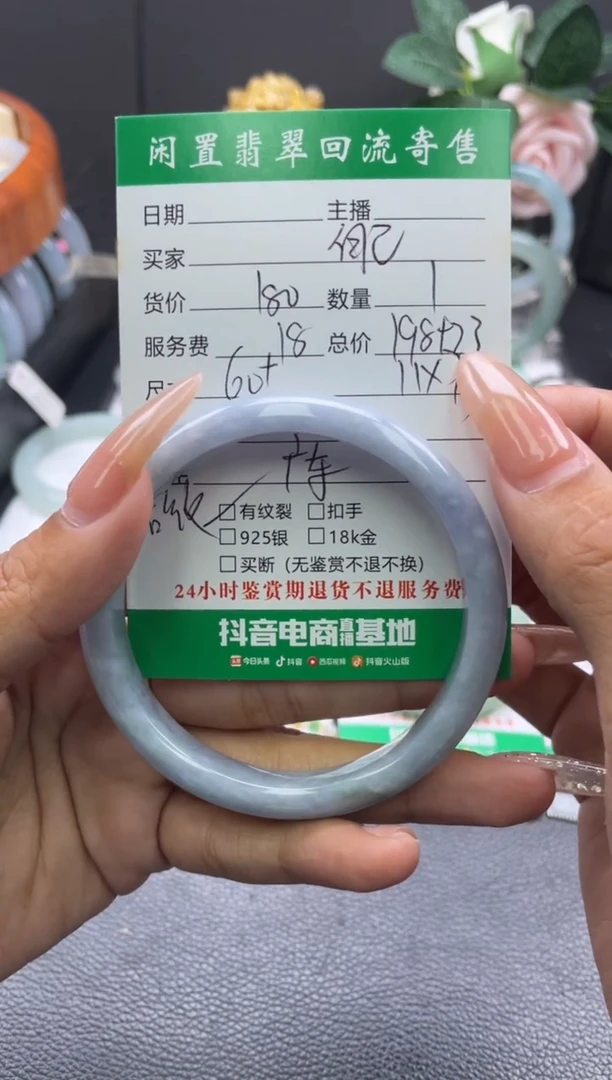 闲置翡翠回流寄售
日期 主播
买家
货价 180 数量 1
服务费 18 总价 198+23
尺 60+ 11×
□有纹裂 □扣手
□925银 □18k金
□买断（无鉴赏不退不换）
24小时鉴赏期退货不退服务费
抖音电商直播基地
头条 今日头条 抖音 西瓜视频 抖音火山版